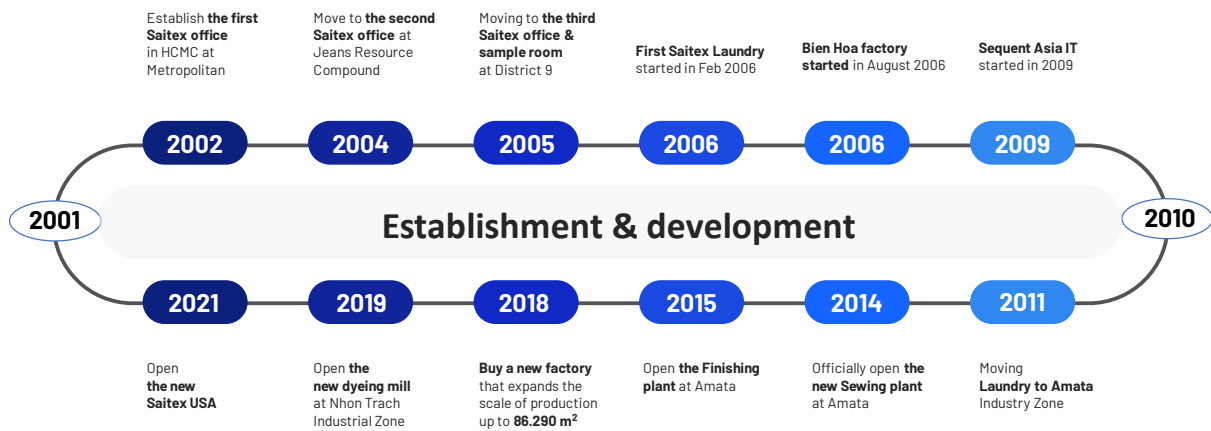 Establish the first
Saitex office
in HCMC at
Metropolitan
Move to the second
Saitex office at
Jeans Resource
Compound
Moving to the third
Saitex office &
sample room
at District 9
First Saitex Laundry
started in Feb 2006
Bien Hoa factory
started in August 2006
Sequent Asia IT
started in 2009
2002
2004
2005
2006
2006
2009
2001
Establishment & development
2010
2021
2019
2018
2015
2014
2011
Open
the new
Saitex USA
Open the
new dyeing mill
at Nhon Trach
Industrial Zone
Buy a new factory
that expands the
scale of production
up to 86.290 m²
Open the Finishing
plant at Amata
Officially open the
new Sewing plant
at Amata
Moving
Laundry to Amata
Industry Zone